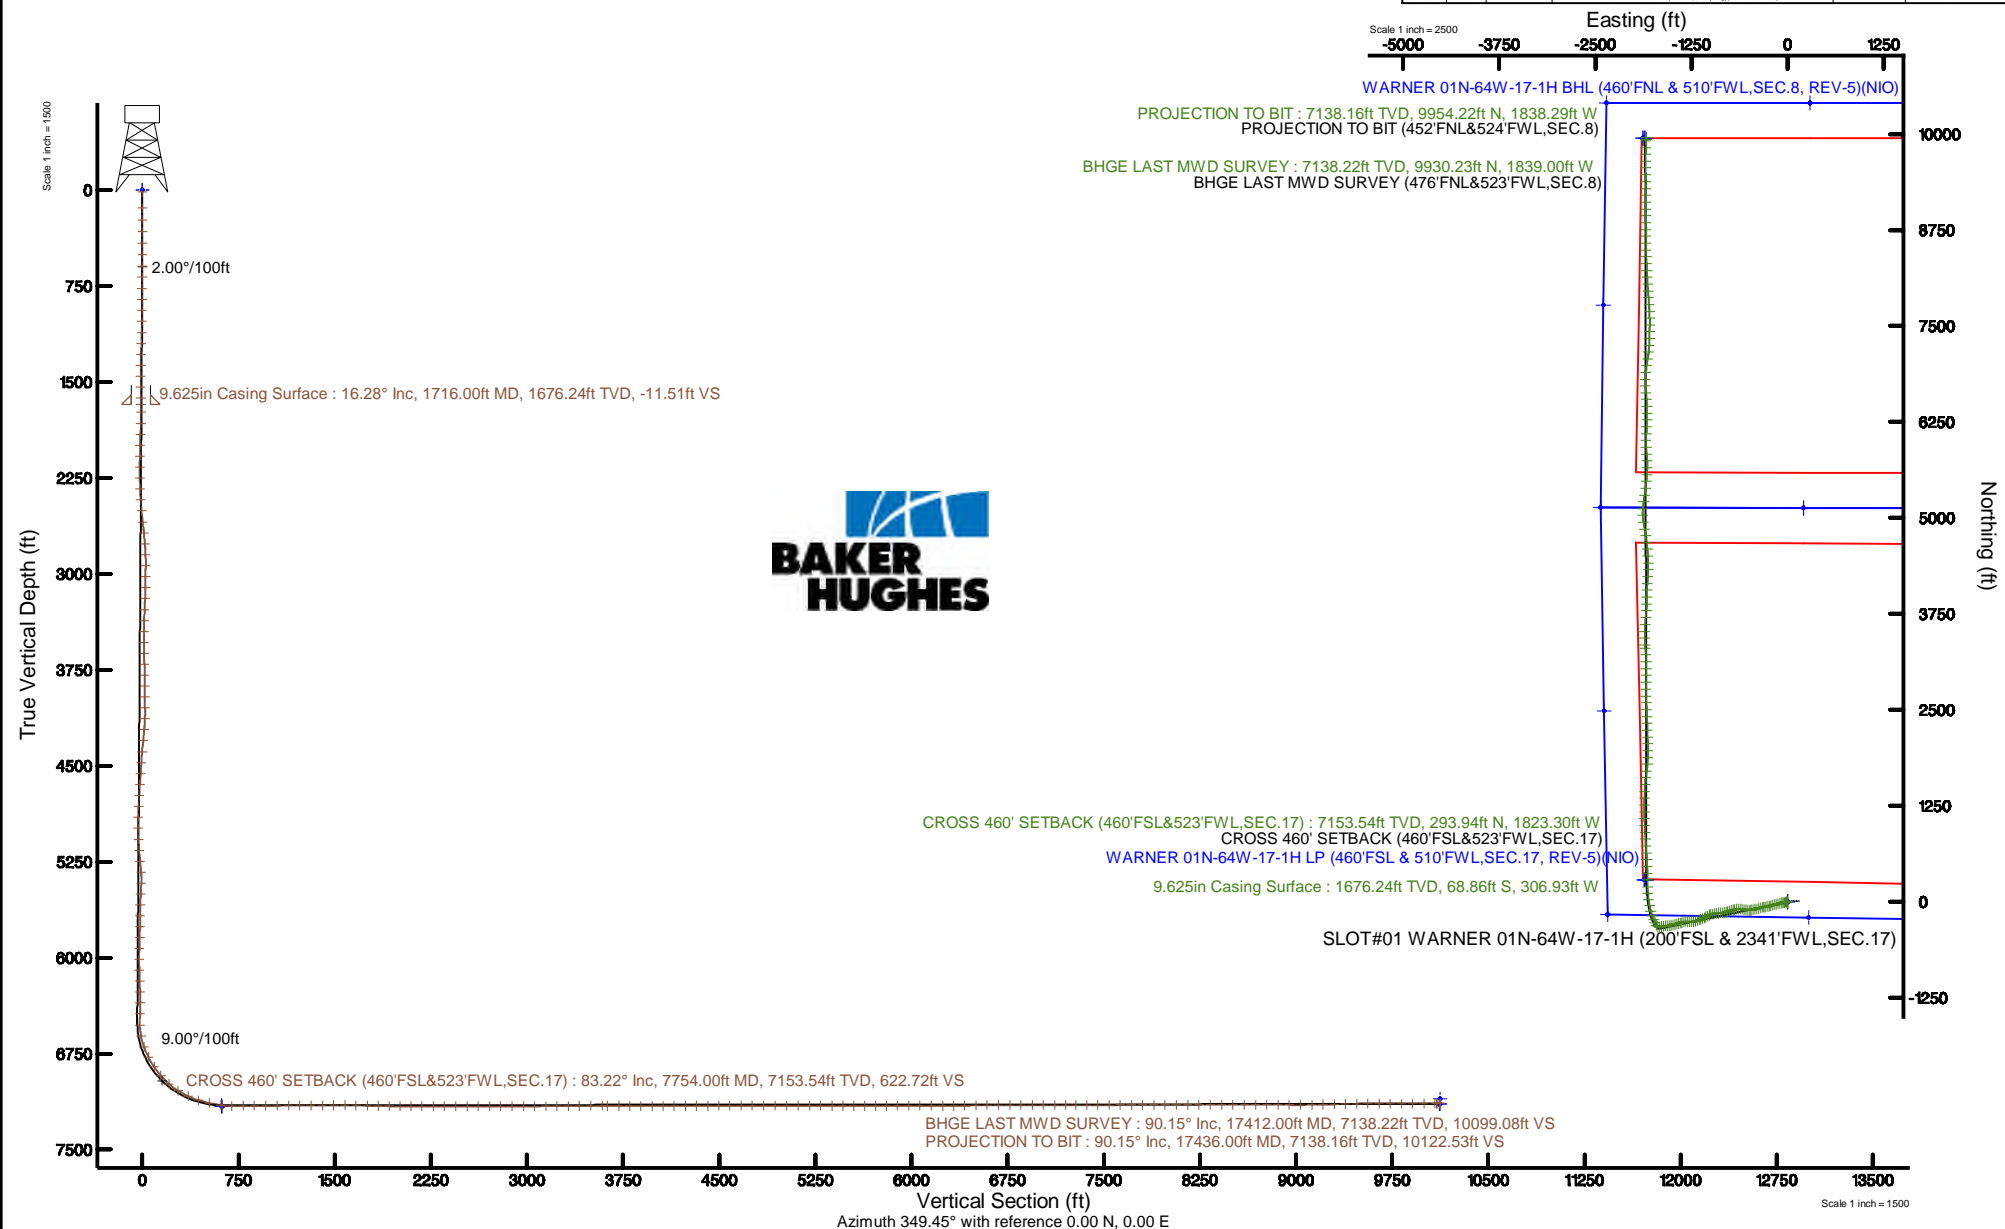 Easting (ft)
Scale 1 inch = 2500
-5000 -3750 -2500 -1250 0 1250
WARNER 01N-64W-17-1H BHL (460'FNL & 510'FWL,SEC.8, REV-5)(NIO)
PROJECTION TO BIT : 7138.16ft TVD, 9954.22ft N, 1838.29ft W
PROJECTION TO BIT (452'FNL&524'FWL,SEC.8)
BHGE LAST MWD SURVEY : 7138.22ft TVD, 9930.23ft N, 1839.00ft W
BHGE LAST MWD SURVEY (476'FNL&523'FWL,SEC.8)
10000
8750
7500
6250
5000
3750
2500
1250
0
-1250
Northing (ft)
Scale 1 inch = 1500
0
750
1500
2250
3000
3750
4500
5250
6000
6750
7500
True Vertical Depth (ft)
2.00°/100ft
9.625in Casing Surface : 16.28° Inc, 1716.00ft MD, 1676.24ft TVD, -11.51ft VS
BAKER
HUGHES
CROSS 460' SETBACK (460'FSL&523'FWL,SEC.17) : 7153.54ft TVD, 293.94ft N, 1823.30ft W
CROSS 460' SETBACK (460'FSL&523'FWL,SEC.17)
WARNER 01N-64W-17-1H LP (460'FSL & 510'FWL,SEC.17, REV-5)(NIO)
9.625in Casing Surface : 1676.24ft TVD, 68.86ft S, 306.93ft W
SLOT#01 WARNER 01N-64W-17-1H (200'FSL & 2341'FWL,SEC.17)
9.00°/100ft
CROSS 460' SETBACK (460'FSL&523'FWL,SEC.17) : 83.22° Inc, 7754.00ft MD, 7153.54ft TVD, 622.72ft VS
BHGE LAST MWD SURVEY : 90.15° Inc, 17412.00ft MD, 7138.22ft TVD, 10099.08ft VS
PROJECTION TO BIT : 90.15° Inc, 17436.00ft MD, 7138.16ft TVD, 10122.53ft VS
0 750 1500 2250 3000 3750 4500 5250 6000 6750 7500 8250 9000 9750 10500 11250 12000 12750 13500
Vertical Section (ft)
Scale 1 inch = 1500
Azimuth 349.45° with reference 0.00 N, 0.00 E